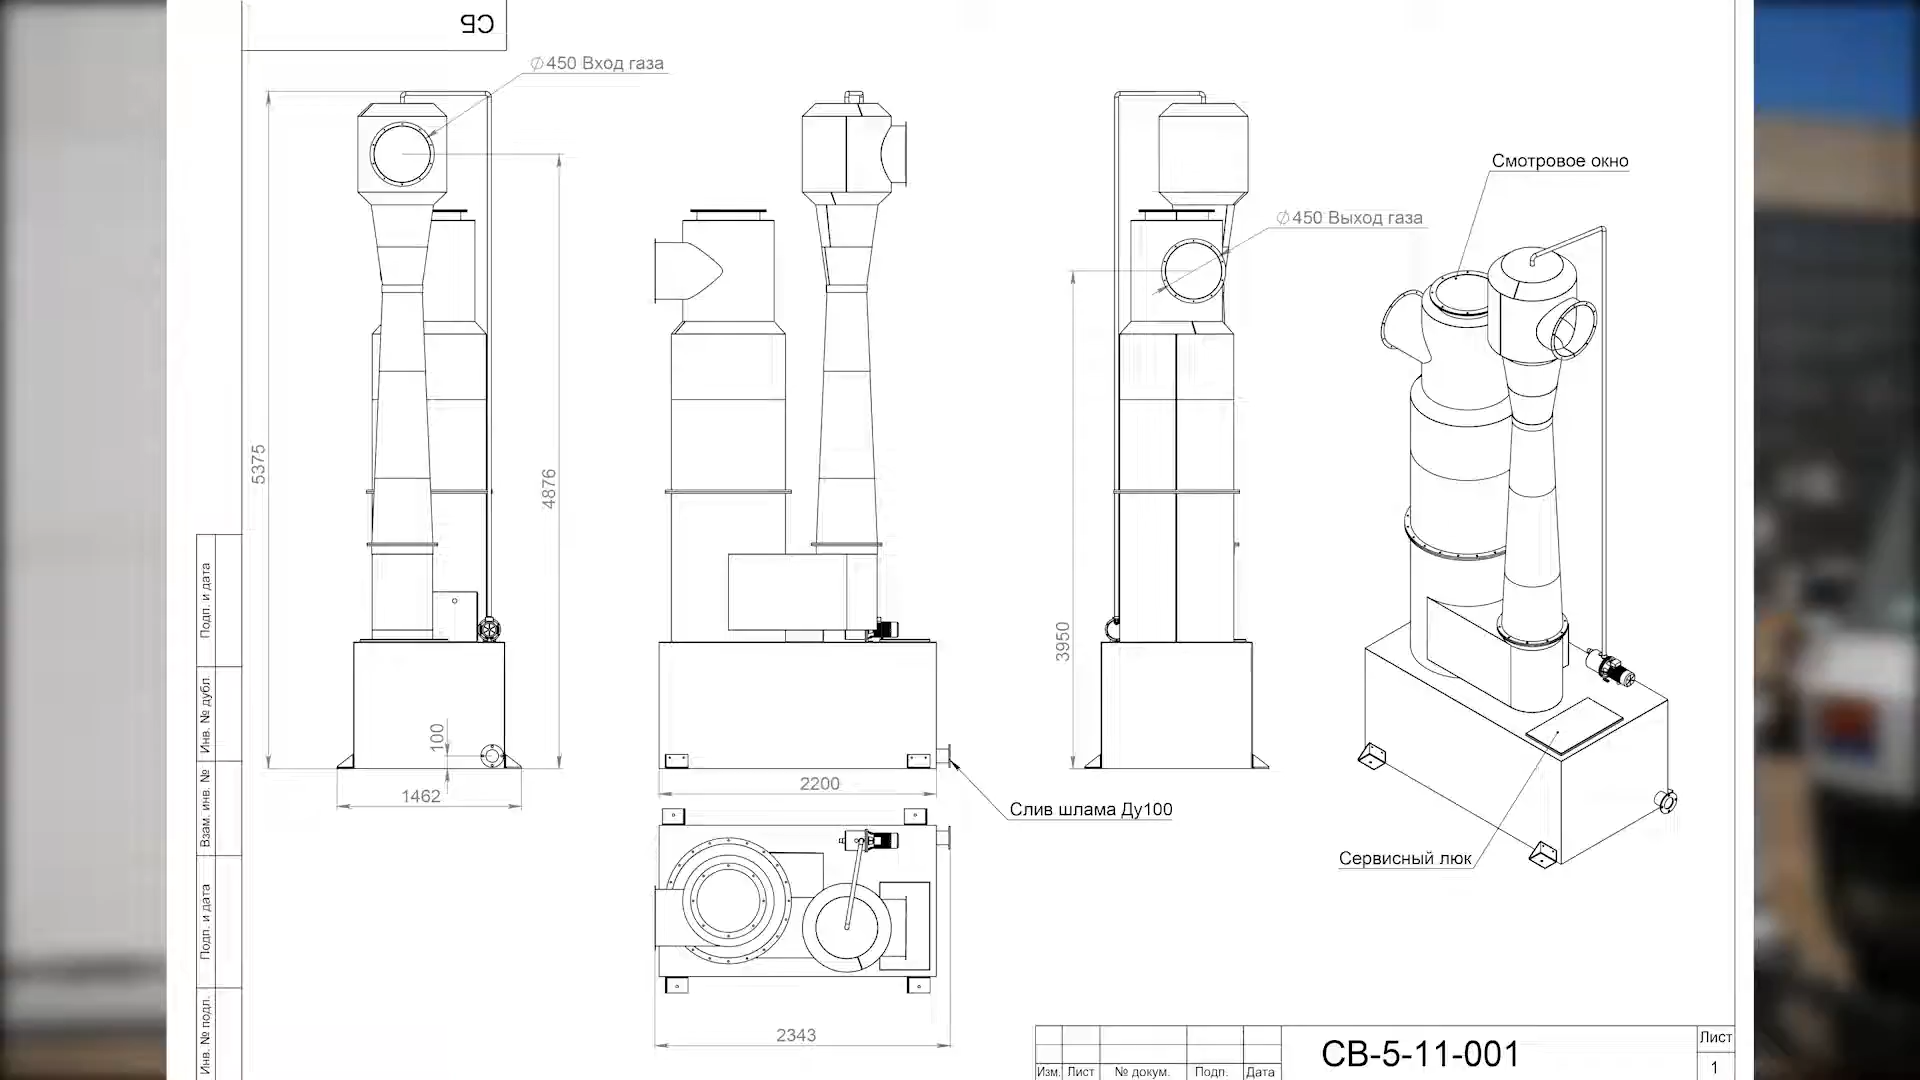 СБ
Ø450 Вход газа
5375
4876
100
1462
2200
Слив шлама Ду100
2343
Ø450 Выход газа
3950
Смотровое окно
Сервисный люк
Подп. и дата
Инв. № дубл.
Взам. инв. №
Подп. и дата
Инв. № подл.
Изм. Лист № докум. Подп. Дата
СВ-5-11-001
Лист
1